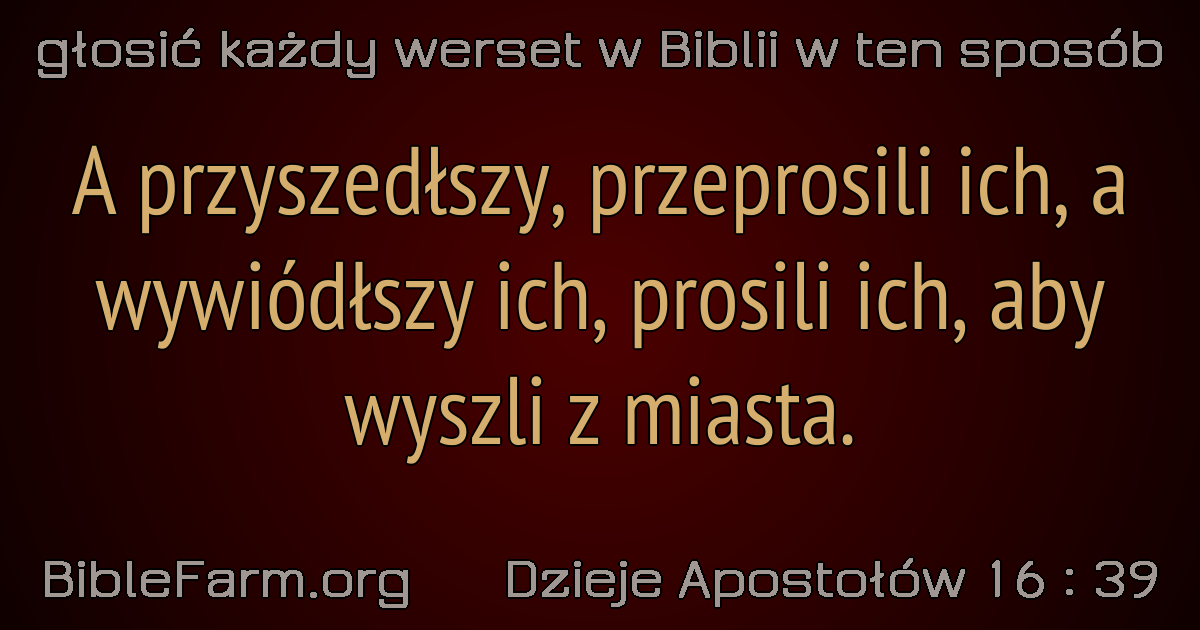 głosić każdy werset w Biblii w ten sposób
A przyszedłszy, przeprosili ich, a
wywiódłszy ich, prosili ich, aby
wyszli z miasta.
BibleFarm.org Dzieje Apostołów 16 : 39